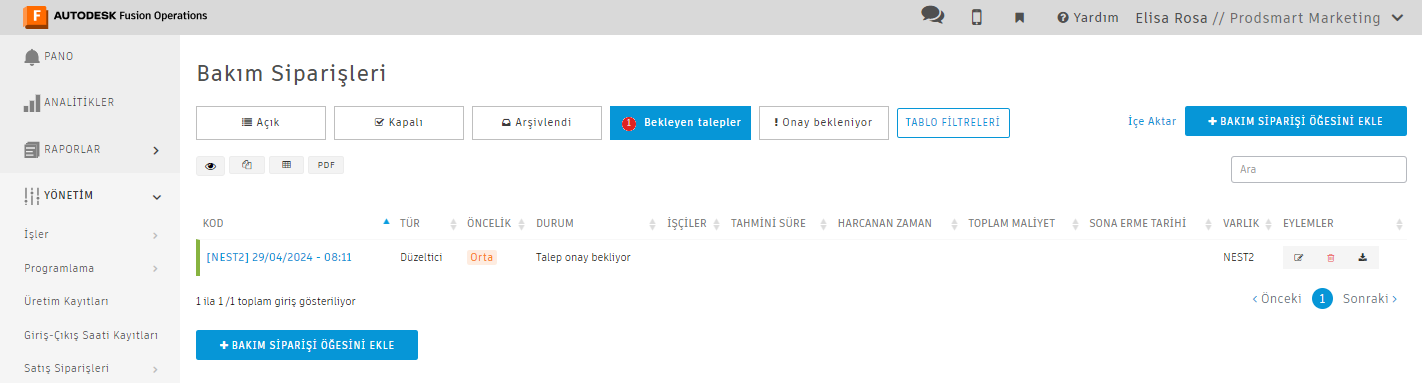 F AUTODESK Fusion Operations
Yardım Elisa Rosa // Prodsmart Marketing
PANO
ANALİTİKLER
RAPORLAR
YÖNETİM
İşler
Programlama
Üretim Kayıtları
Giriş-Çıkış Saati Kayıtları
Satış Siparişleri
Bakım Siparişleri
Açık Kapalı Arşivlendi 1 Bekleyen talepler ! Onay bekleniyor TABLO FİLTRELERİ İçe Aktar + BAKIM SİPARİŞİ ÖĞESİNİ EKLE
PDF Ara
KOD TÜR ÖNCELİK DURUM İŞÇİLER TAHMİNİ SÜRE HARCANAN ZAMAN TOPLAM MALİYET SONA ERME TARİHİ VARLIK EYLEMLER
[NEST2] 29/04/2024 - 08:11 Düzeltici Orta Talep onay bekliyor NEST2
1 ila 1 /1 toplam giriş gösteriliyor < Önceki 1 Sonraki >
+ BAKIM SİPARİŞİ ÖĞESİNİ EKLE